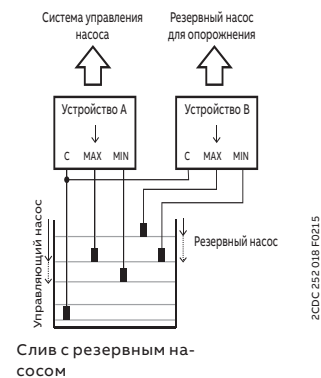 Система управления
насоса
Резервный насос
для опорожнения
Устройство A
Устройство B
C MAX MIN
C MAX MIN
Управляющий насос
Резервный насос
2CDC 252 018 F0215
Слив с резервным на-
сосом